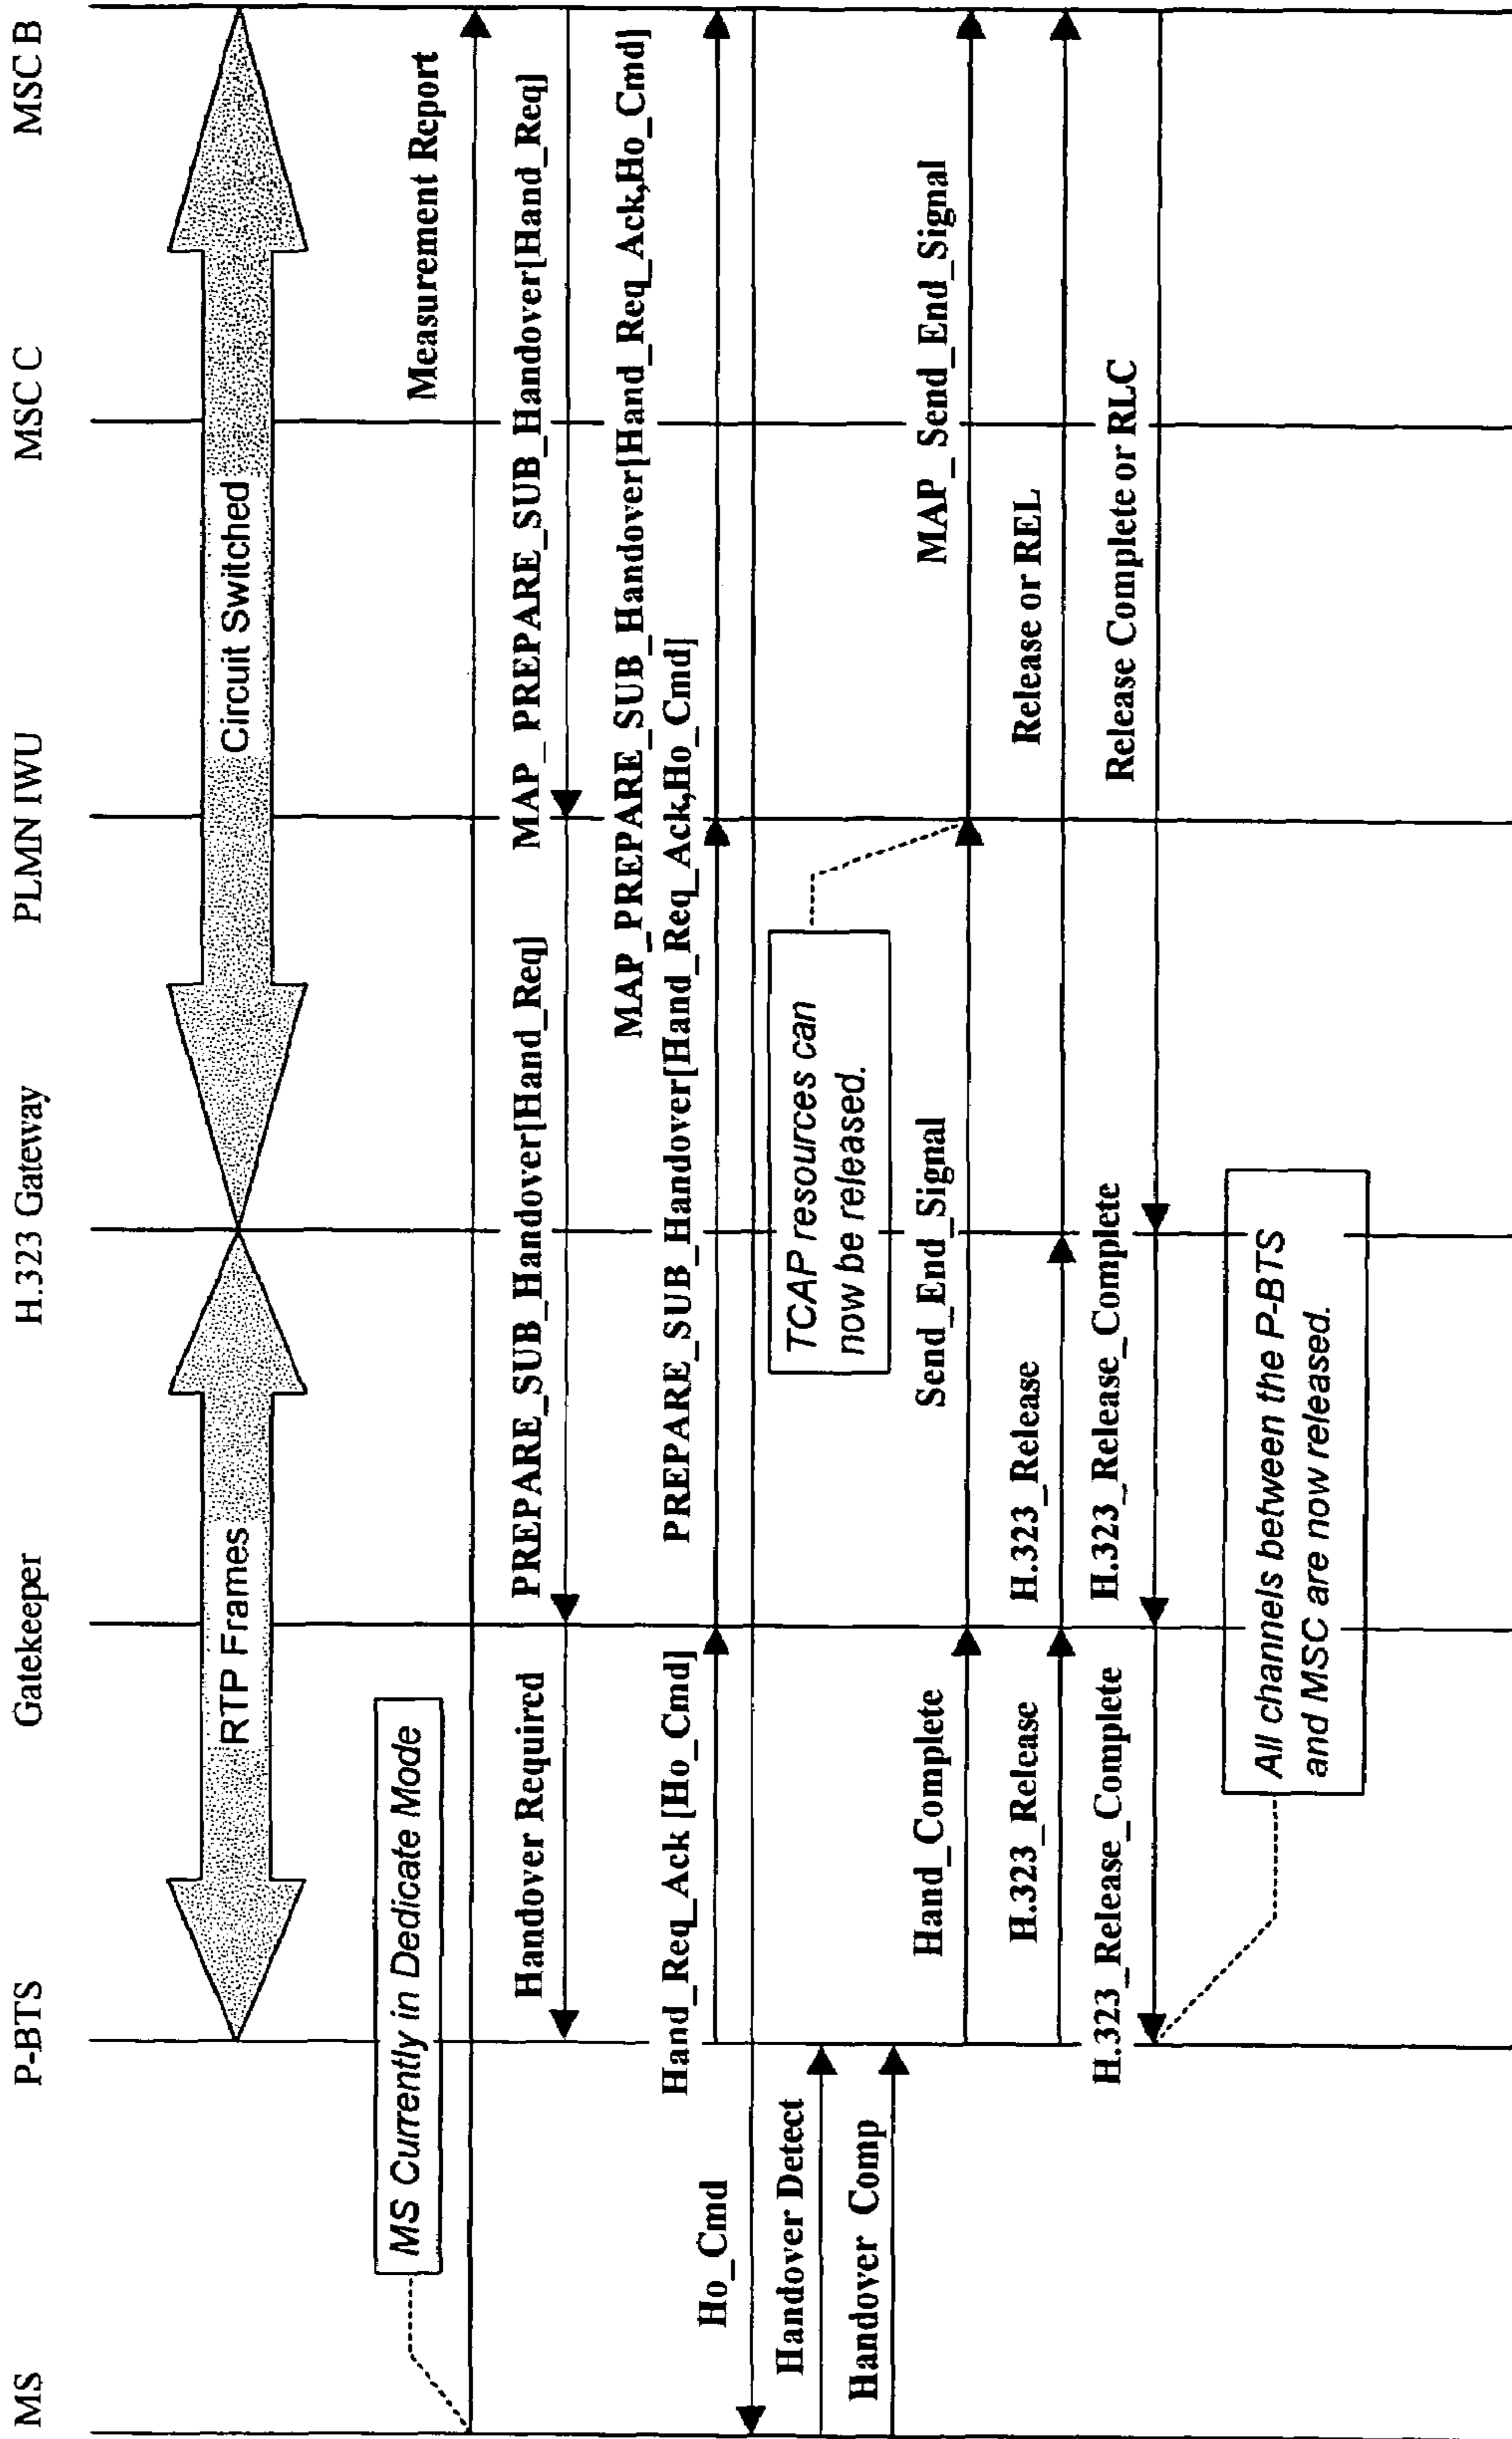 MS
P-BTS
Gatekeeper
H.323 Gateway
PLMN IWU
MSC C
MSC B
RTP Frames
Circuit Switched
MS Currently in Dedicate Mode
Measurement Report
Handover Required
PREPARE_SUB_Handover[Hand_Req]
MAP_PREPARE_SUB_Handover[Hand_Req]
MAP_PREPARE_SUB_Handover[Hand_Req_Ack,Ho_Cmd]
Hand_Req_Ack [Ho_Cmd]
PREPARE_SUB_Handover[Hand_Req_Ack,Ho_Cmd]
Ho_Cmd
Handover Detect
TCAP resources can
now be released.
Handover Comp
Hand_Complete
Send_End_Signal
MAP_Send_End_Signal
H.323_Release
H.323_Release
Release or REL
H.323_Release_Complete
H.323_Release_Complete
Release Complete or RLC
All channels between the P-BTS
and MSC are now released.